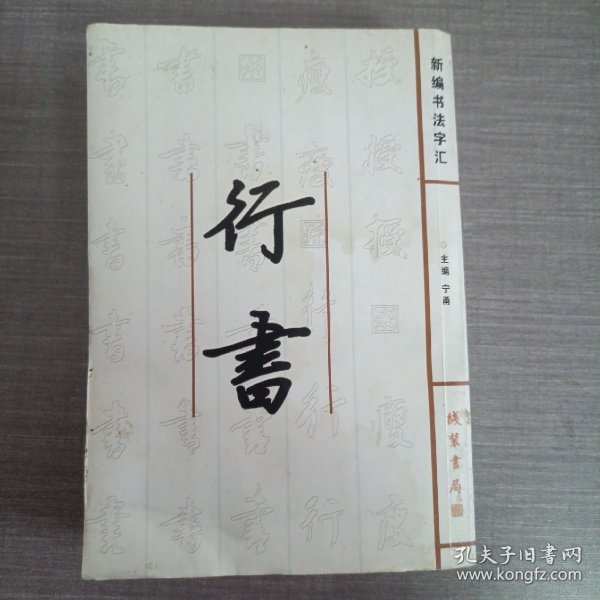 新编书法字汇
主编 宁甬
行書
线装書局
孔夫子旧书网
www.kongfz.com